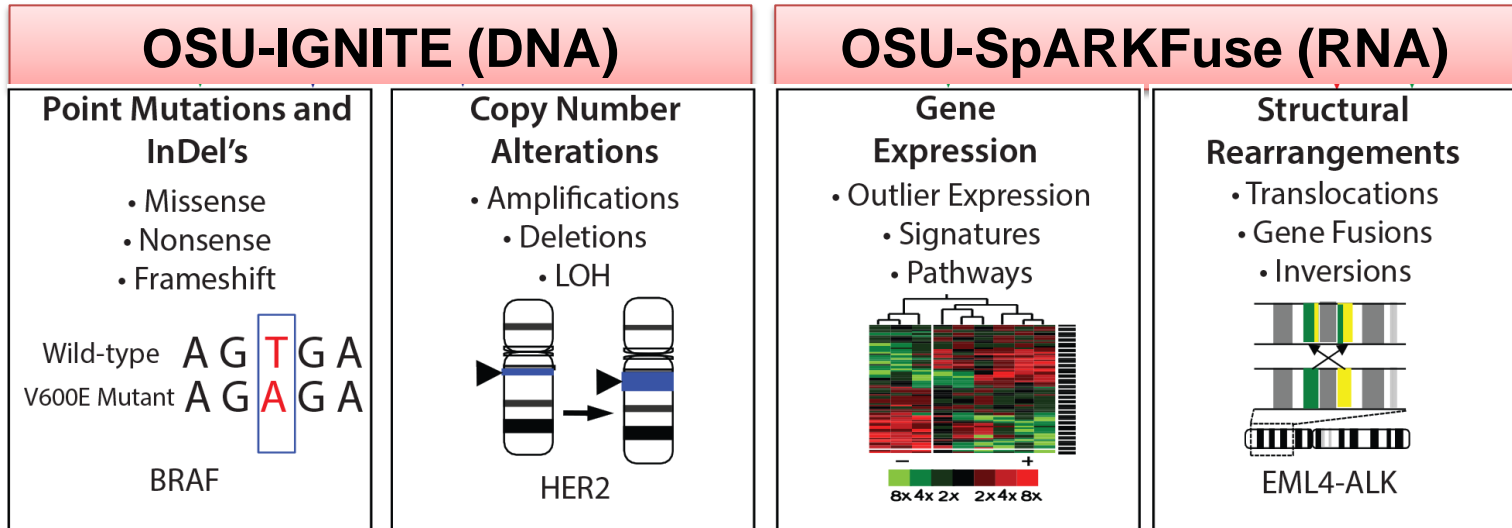 OSU-IGNITE (DNA)
OSU-SpARKFuse (RNA)
Point Mutations and
InDel's
• Missense
• Nonsense
• Frameshift
Wild-type A G T G A
V600E Mutant A G A G A
BRAF
Copy Number
Alterations
• Amplifications
• Deletions
• LOH
HER2
Gene
Expression
• Outlier Expression
• Signatures
• Pathways
− +
8x 4x 2x 2x 4x 8x
Structural
Rearrangements
• Translocations
• Gene Fusions
• Inversions
EML4-ALK